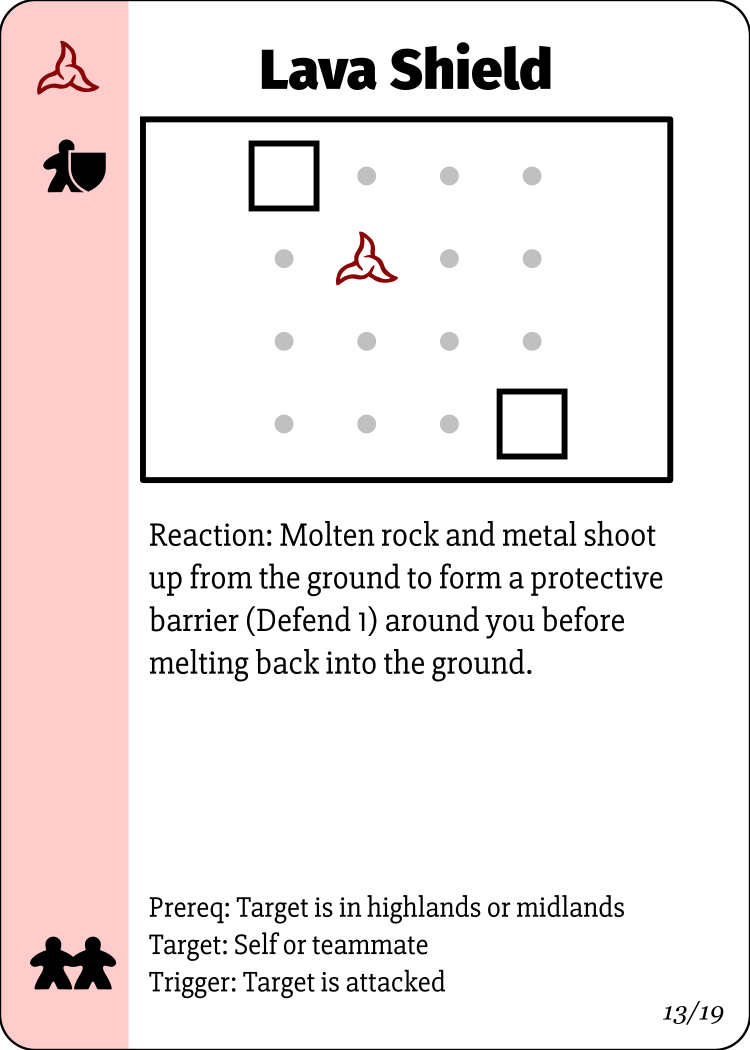 Lava Shield
Reaction: Molten rock and metal shoot
up from the ground to form a protective
barrier (Defend 1) around you before
melting back into the ground.
Prereq: Target is in highlands or midlands
Target: Self or teammate
Trigger: Target is attacked
13/19